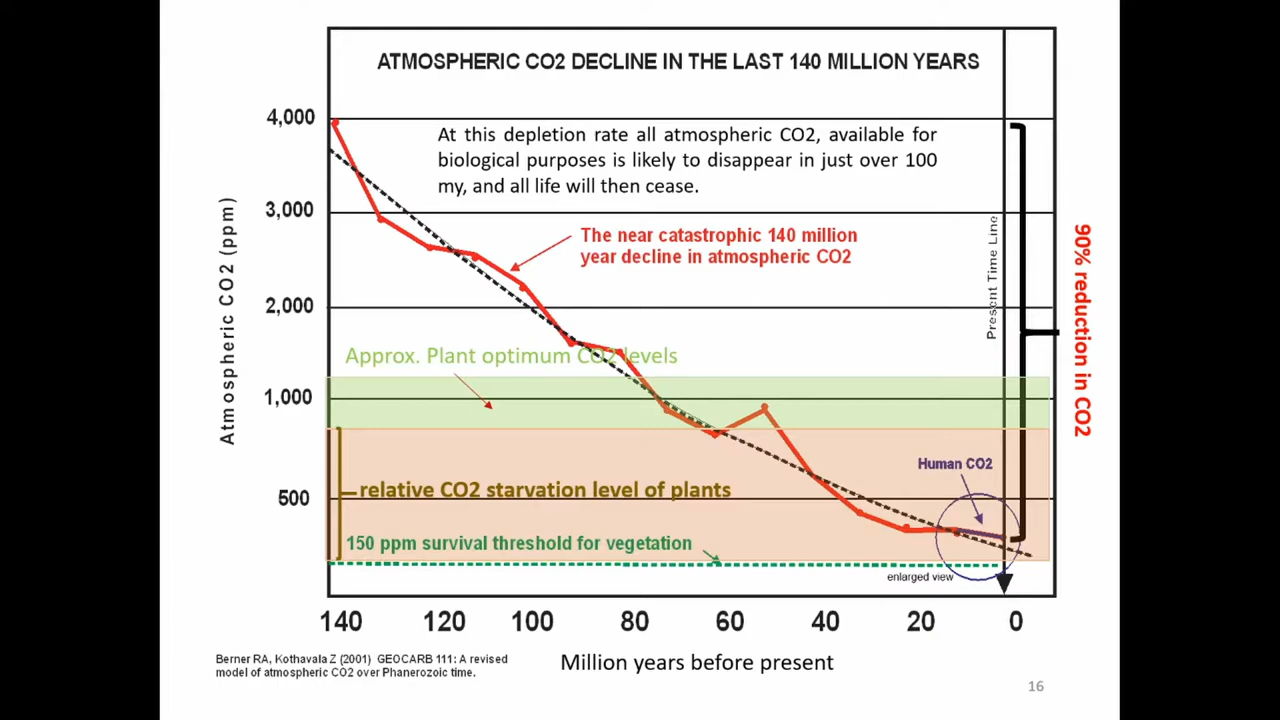 ATMOSPHERIC CO2 DECLINE IN THE LAST 140 MILLION YEARS
At this depletion rate all atmospheric CO2, available for
biological purposes is likely to disappear in just over 100
my, and all life will then cease.
Atmospheric CO2 (ppm)
4,000
3,000
2,000
1,000
500
The near catastrophic 140 million
year decline in atmospheric CO2
Present Time Line
90% reduction in CO2
Approx. Plant optimum CO2 levels
Human CO2
relative CO2 starvation level of plants
150 ppm survival threshold for vegetation
enlarged view
140 120 100 80 60 40 20 0
Million years before present
Berner RA, Kothavala Z (2001) GEOCARB 111: A revised
model of atmospheric CO2 over Phanerozoic time.
16